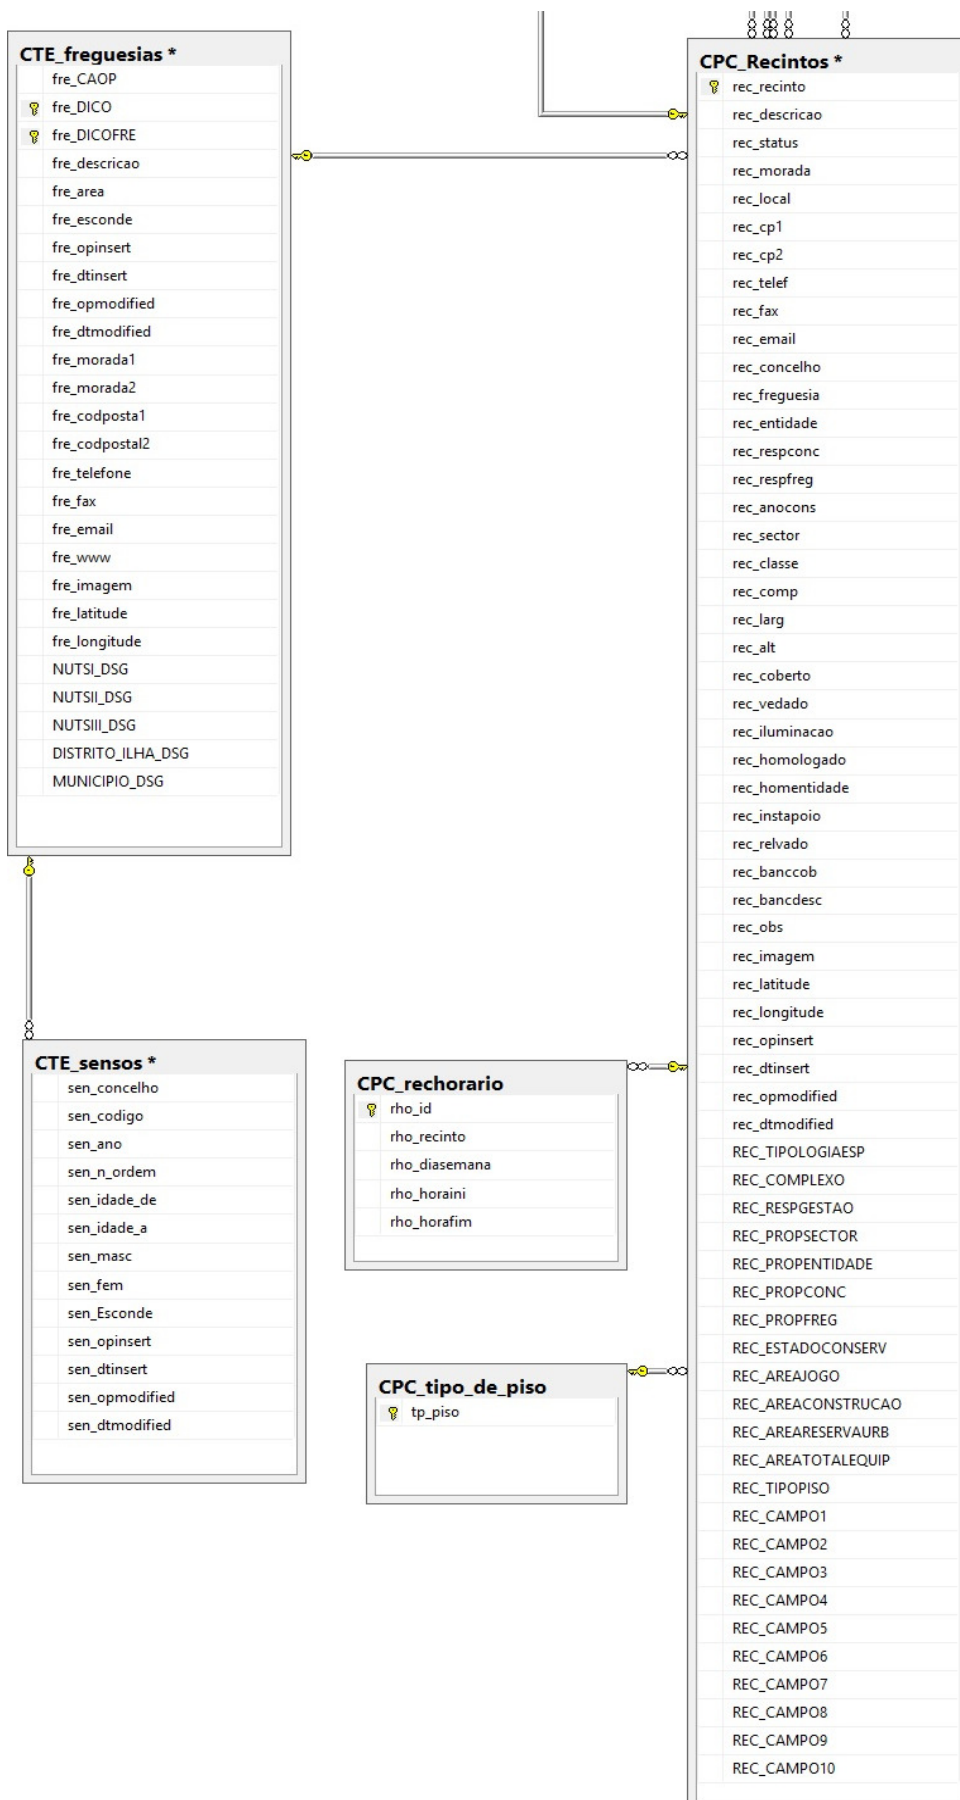 CTE_freguesias *
fre_CAOP
fre_DICO
fre_DICOFRE
fre_descricao
fre_area
fre_esconde
fre_opinsert
fre_dtinsert
fre_opmodified
fre_dtmodified
fre_morada1
fre_morada2
fre_codposta1
fre_codpostal2
fre_telefone
fre_fax
fre_email
fre_www
fre_imagem
fre_latitude
fre_longitude
NUTSI_DSG
NUTSII_DSG
NUTSIII_DSG
DISTRITO_ILHA_DSG
MUNICIPIO_DSG
CTE_sensos *
sen_concelho
sen_codigo
sen_ano
sen_n_ordem
sen_idade_de
sen_idade_a
sen_masc
sen_fem
sen_Esconde
sen_opinsert
sen_dtinsert
sen_opmodified
sen_dtmodified
CPC_rechorario
rho_id
rho_recinto
rho_diasemana
rho_horaini
rho_horafim
CPC_tipo_de_piso
tp_piso
CPC_Recintos *
rec_recinto
rec_descricao
rec_status
rec_morada
rec_local
rec_cp1
rec_cp2
rec_telef
rec_fax
rec_email
rec_concelho
rec_freguesia
rec_entidade
rec_respconc
rec_respfreg
rec_anocons
rec_sector
rec_classe
rec_comp
rec_larg
rec_alt
rec_coberto
rec_vedado
rec_iluminacao
rec_homologado
rec_homentidade
rec_instapoio
rec_relvado
rec_banccob
rec_bancdesc
rec_obs
rec_imagem
rec_latitude
rec_longitude
rec_opinsert
rec_dtinsert
rec_opmodified
rec_dtmodified
REC_TIPOLOGIAESP
REC_COMPLEXO
REC_RESPGESTAO
REC_PROPSECTOR
REC_PROPENTIDADE
REC_PROPCONC
REC_PROPFREG
REC_ESTADOCONSERV
REC_AREAJOGO
REC_AREACONSTRUCAO
REC_AREARESERVAURB
REC_AREATOTALEQUIP
REC_TIPOPISO
REC_CAMPO1
REC_CAMPO2
REC_CAMPO3
REC_CAMPO4
REC_CAMPO5
REC_CAMPO6
REC_CAMPO7
REC_CAMPO8
REC_CAMPO9
REC_CAMPO10